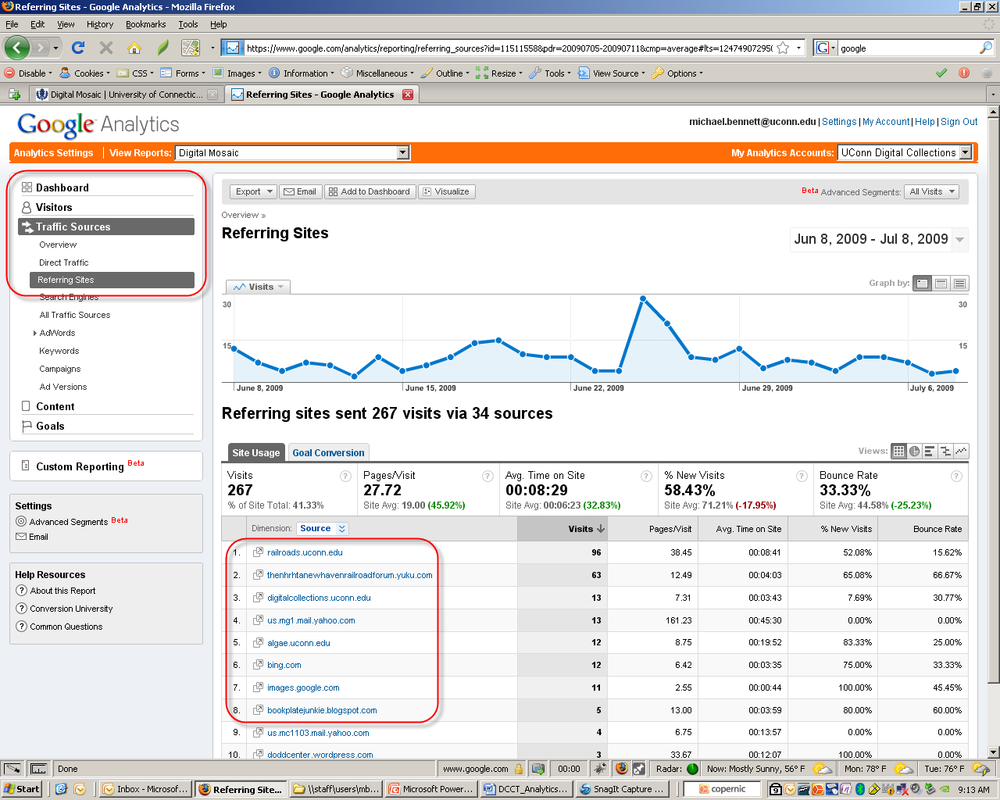 Referring Sites - Google Analytics - Mozilla Firefox
File Edit View History Bookmarks Tools Help
https://www.google.com/analytics/reporting/referring_sources?id=11511558&pdr=20090705-20090711&cmp=average#lts=124749072950
G google
Disable Cookies CSS Forms Images Information Miscellaneous Outline Resize Tools View Source Options
Digital Mosaic | University of Connectic... Referring Sites - Google Analytics
Google Analytics
michael.bennett@uconn.edu | Settings | My Account | Help | Sign Out
Analytics Settings View Reports: Digital Mosaic My Analytics Accounts: UConn Digital Collections
Dashboard
Visitors
Traffic Sources
Overview
Direct Traffic
Referring Sites
Search Engines
All Traffic Sources
AdWords
Keywords
Campaigns
Ad Versions
Content
Goals
Custom Reporting Beta
Settings
Advanced Segments Beta
Email
Help Resources
About this Report
Conversion University
Common Questions
Export Email Add to Dashboard Visualize Beta Advanced Segments: All Visits
Overview »
Referring Sites
Jun 8, 2009 - Jul 8, 2009
Visits Graph by:
30 30
15 15
June 8, 2009 June 15, 2009 June 22, 2009 June 29, 2009 July 6, 2009
Referring sites sent 267 visits via 34 sources
Site Usage Goal Conversion Views:
Visits ? Pages/Visit ? Avg. Time on Site ? % New Visits ? Bounce Rate ?
267 27.72 00:08:29 58.43% 33.33%
% of Site Total: 41.33% Site Avg: 19.00 (45.92%) Site Avg: 00:06:23 (32.83%) Site Avg: 71.21% (-17.95%) Site Avg: 44.58% (-25.23%)
Dimension: Source Visits Pages/Visit Avg. Time on Site % New Visits Bounce Rate
1. railroads.uconn.edu 96 38.45 00:08:41 52.08% 15.62%
2. thenhrhtanewhavenrailroadforum.yuku.com 63 12.49 00:04:03 65.08% 66.67%
3. digitalcollections.uconn.edu 13 7.31 00:03:43 7.69% 30.77%
4. us.mg1.mail.yahoo.com 13 161.23 00:45:30 0.00% 0.00%
5. algae.uconn.edu 12 8.75 00:19:52 83.33% 25.00%
6. bing.com 12 6.42 00:03:35 75.00% 33.33%
7. images.google.com 11 2.55 00:00:44 100.00% 45.45%
8. bookplatejunkie.blogspot.com 5 13.00 00:03:59 80.00% 60.00%
9. us.mc1103.mail.yahoo.com 4 6.75 00:13:57 0.00% 0.00%
10. doddcenter.wordpress.com 3 33.67 00:12:07 100.00% 0.00%
Done www.google.com 00:00 Radar: Now: Mostly Sunny, 56° F Mon: 78° F Tue: 76° F
Start Inbox - Microsof... Referring Site... \\staff\users\mb... Microsoft Power... DCCT_Analytics... SnagIt Capture ... copernic 9:13 AM